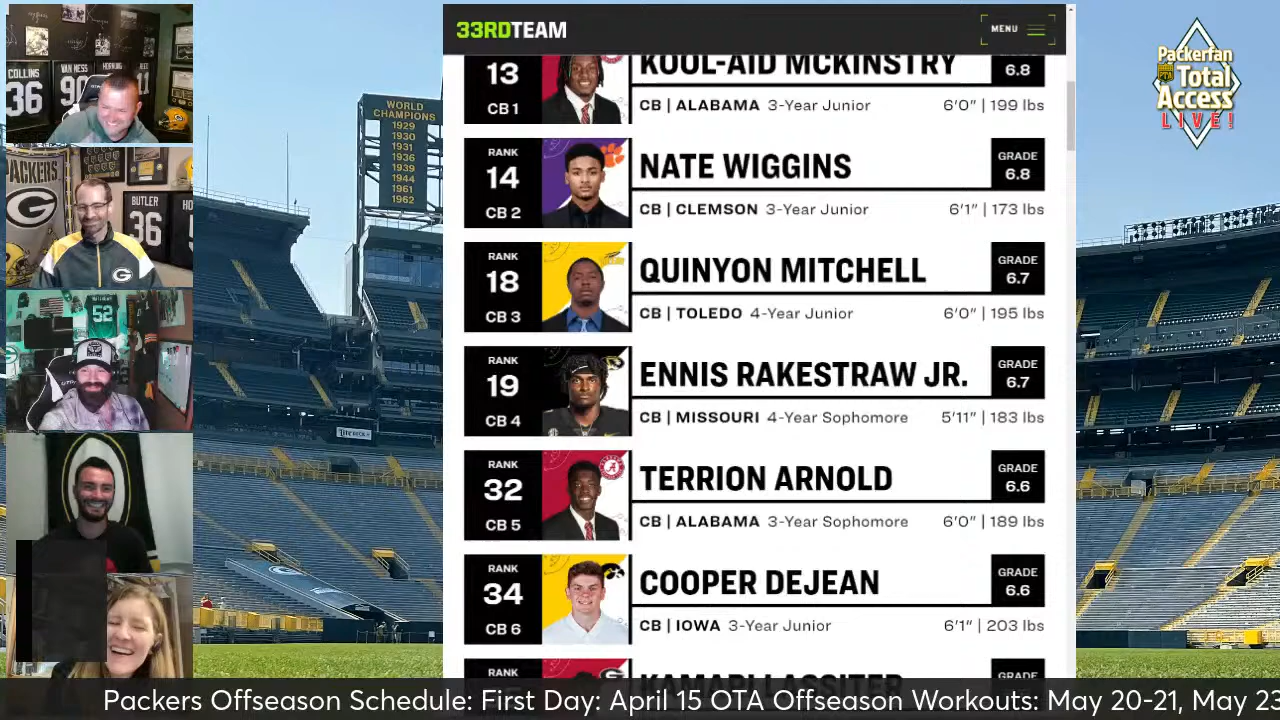 33RDTEAM
MENU
13
CB 1
KOOL-AID MCKINSTRY
6.8
CB | ALABAMA 3-Year Junior 6'0" | 199 lbs
RANK
14
CB 2
NATE WIGGINS
GRADE
6.8
CB | CLEMSON 3-Year Junior 6'1" | 173 lbs
RANK
18
CB 3
QUINYON MITCHELL
GRADE
6.7
CB | TOLEDO 4-Year Junior 6'0" | 195 lbs
RANK
19
CB 4
ENNIS RAKESTRAW JR.
GRADE
6.7
CB | MISSOURI 4-Year Sophomore 5'11" | 183 lbs
RANK
32
CB 5
TERRION ARNOLD
GRADE
6.6
CB | ALABAMA 3-Year Sophomore 6'0" | 189 lbs
RANK
34
CB 6
COOPER DEJEAN
GRADE
6.6
CB | IOWA 3-Year Junior 6'1" | 203 lbs
RANK
KAMARI LASSITER
GRADE
Packerfan
Total
Access
LIVE!
WORLD
CHAMPIONS
1929
1930
1931
1936
1939
1944
1961
1962
COLLINS
36
VAN NESS
90
11
PACKERS
G
BUTLER
36
HO
G
52
Packers Offseason Schedule: First Day: April 15 OTA Offseason Workouts: May 20-21, May 23